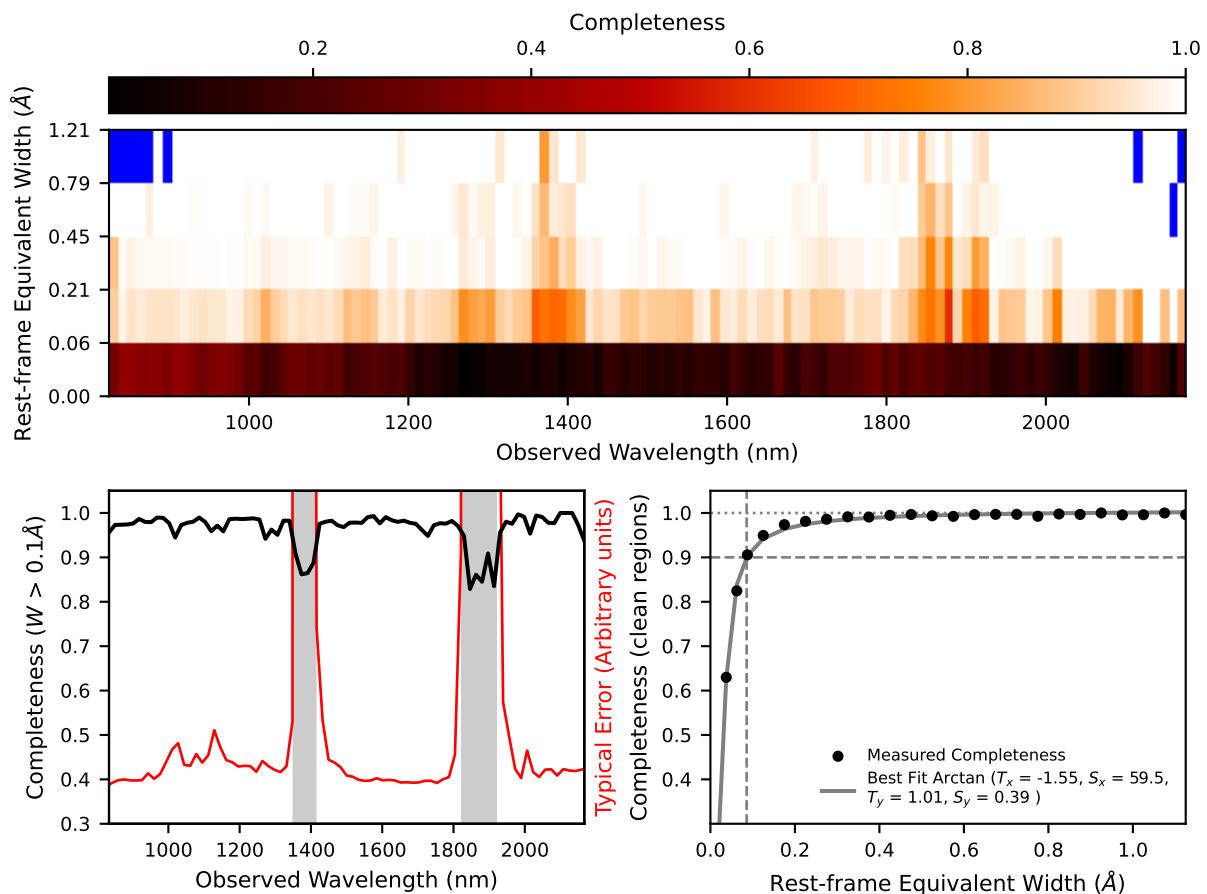 Completeness
0.2 0.4 0.6 0.8 1.0
Rest-frame Equivalent Width (Å)
1.21
0.79
0.45
0.21
0.06
0.00
1000 1200 1400 1600 1800 2000
Observed Wavelength (nm)
Completeness (W > 0.1Å)
1.0
0.9
0.8
0.7
0.6
0.5
0.4
0.3
1000 1200 1400 1600 1800 2000
Observed Wavelength (nm)
Typical Error (Arbitrary units)
Completeness (clean regions)
1.0
0.9
0.8
0.7
0.6
0.5
0.4
Measured Completeness
Best Fit Arctan (Tx = -1.55, Sx = 59.5,
Ty = 1.01, Sy = 0.39 )
0.0 0.2 0.4 0.6 0.8 1.0
Rest-frame Equivalent Width (Å)